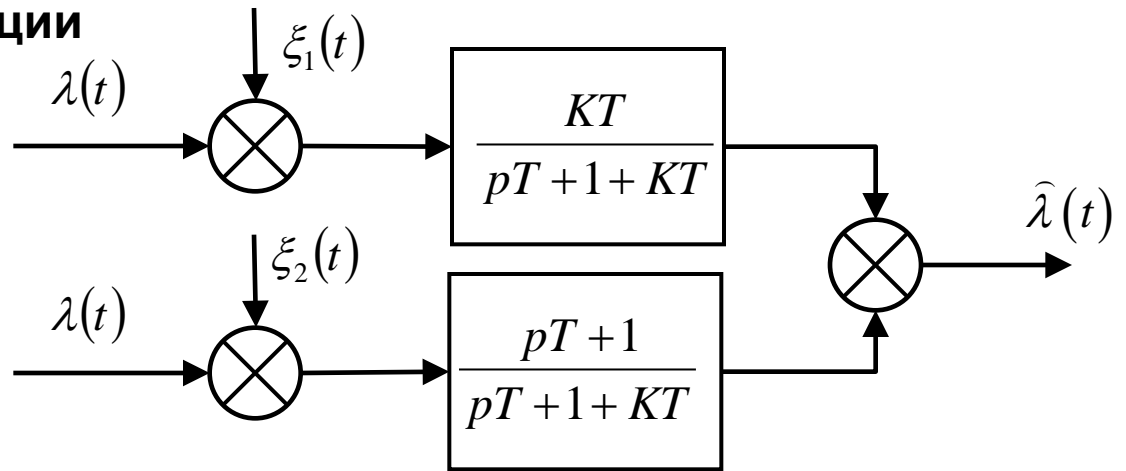 ции
ξ₁(t)
λ(t)
KT
pT + 1 + KT
λ̂(t)
ξ₂(t)
λ(t)
pT + 1
pT + 1 + KT